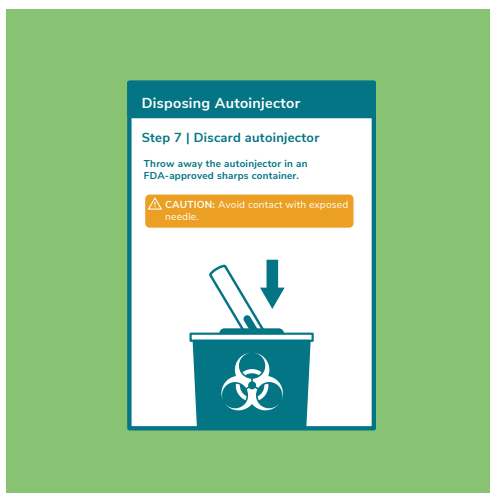 Disposing Autoinjector
Step 7 | Discard autoinjector
Throw away the autoinjector in an
FDA-approved sharps container.
CAUTION: Avoid contact with exposed
needle.